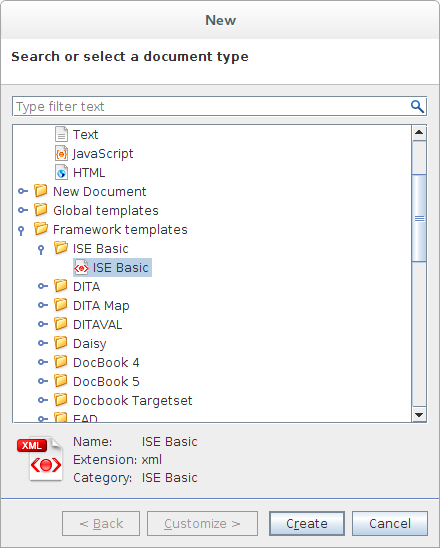 New
Search or select a document type
Type filter text
Text
JavaScript
HTML
New Document
Global templates
Framework templates
ISE Basic
ISE Basic
DITA
DITA Map
DITAVAL
Daisy
DocBook 4
DocBook 5
Docbook Targetset
EAD
XML
Name: ISE Basic
Extension: xml
Category: ISE Basic
< Back Customize > Create Cancel